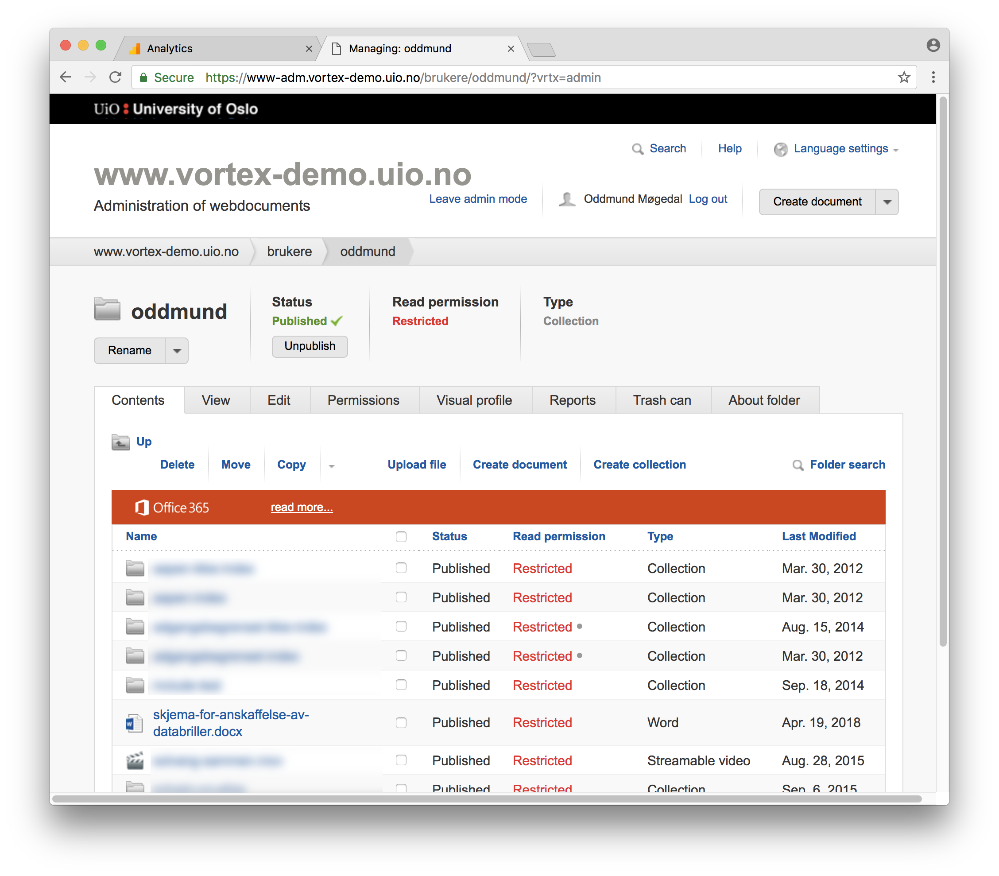 Analytics
Managing: oddmund
Secure https://www-adm.vortex-demo.uio.no/brukere/oddmund/?vrtx=admin
UiO : University of Oslo
Search Help Language settings
www.vortex-demo.uio.no
Administration of webdocuments
Leave admin mode Oddmund Møgedal Log out Create document
www.vortex-demo.uio.no brukere oddmund
oddmund
Rename
Status
Published
Unpublish
Read permission
Restricted
Type
Collection
Contents View Edit Permissions Visual profile Reports Trash can About folder
Up
Delete Move Copy Upload file Create document Create collection Folder search
Office 365 read more...
Name Status Read permission Type Last Modified
Published Restricted Collection Mar. 30, 2012
Published Restricted Collection Mar. 30, 2012
Published Restricted Collection Aug. 15, 2014
Published Restricted Collection Mar. 30, 2012
Published Restricted Collection Sep. 18, 2014
skjema-for-anskaffelse-av-
databriller.docx
Published Restricted Word Apr. 19, 2018
Published Restricted Streamable video Aug. 28, 2015
Published Restricted Collection Sep. 6, 2015